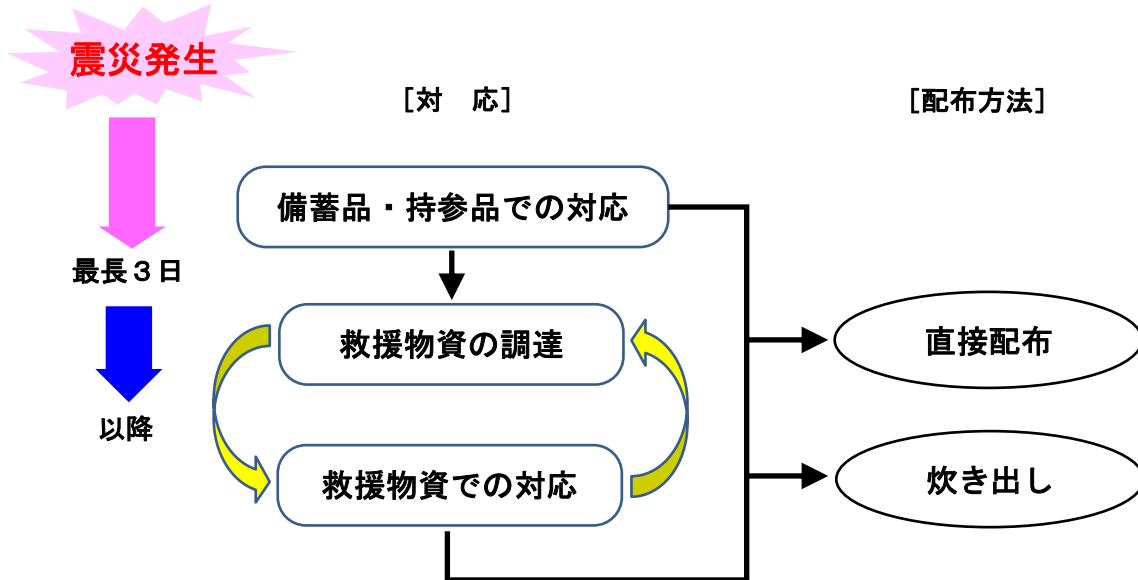 震災発生
[対　応]
[配布方法]
備蓄品・持参品での対応
最長３日
救援物資の調達
直接配布
以降
救援物資での対応
炊き出し